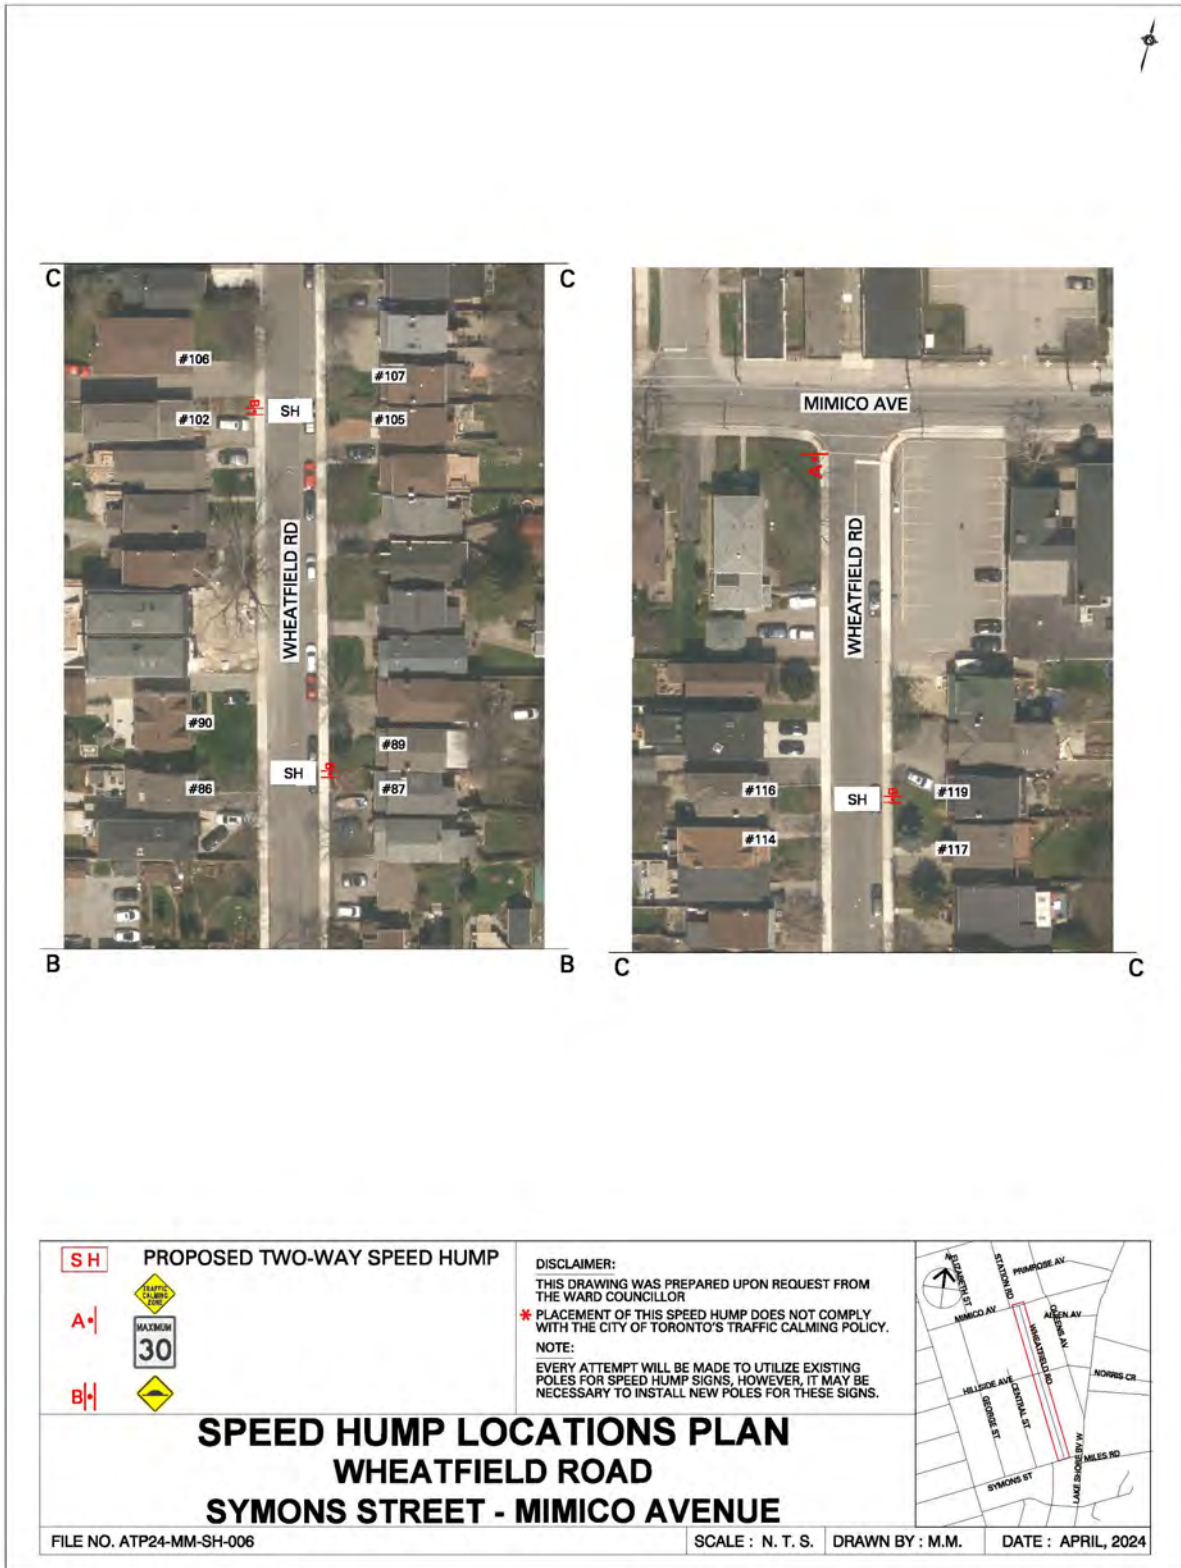 C
C
#106
#107
#102
B
SH
#105
WHEATFIELD RD
#90
#89
SH
B
#86
#87
B
B
MIMICO AVE
A
WHEATFIELD RD
#116
SH
B
#119
#114
#117
C
C
SH PROPOSED TWO-WAY SPEED HUMP
TRAFFIC
CALMING
ZONE
A
MAXIMUM
30
B
DISCLAIMER:
THIS DRAWING WAS PREPARED UPON REQUEST FROM
THE WARD COUNCILLOR
* PLACEMENT OF THIS SPEED HUMP DOES NOT COMPLY
WITH THE CITY OF TORONTO'S TRAFFIC CALMING POLICY.
NOTE:
EVERY ATTEMPT WILL BE MADE TO UTILIZE EXISTING
POLES FOR SPEED HUMP SIGNS, HOWEVER, IT MAY BE
NECESSARY TO INSTALL NEW POLES FOR THESE SIGNS.
N
ELIZABETH ST
STATION RD
PRIMROSE AV
MIMICO AV
ALLEN AV
QUEENS AV
WHEATFIELD RD
NORRIS CR
HILLSIDE AVE
GEORGE ST
CENTRAL ST
LAKE SHORE BV W
MILES RD
SYMONS ST
SPEED HUMP LOCATIONS PLAN
WHEATFIELD ROAD
SYMONS STREET - MIMICO AVENUE
FILE NO. ATP24-MM-SH-006
SCALE : N. T. S.
DRAWN BY : M.M.
DATE : APRIL, 2024